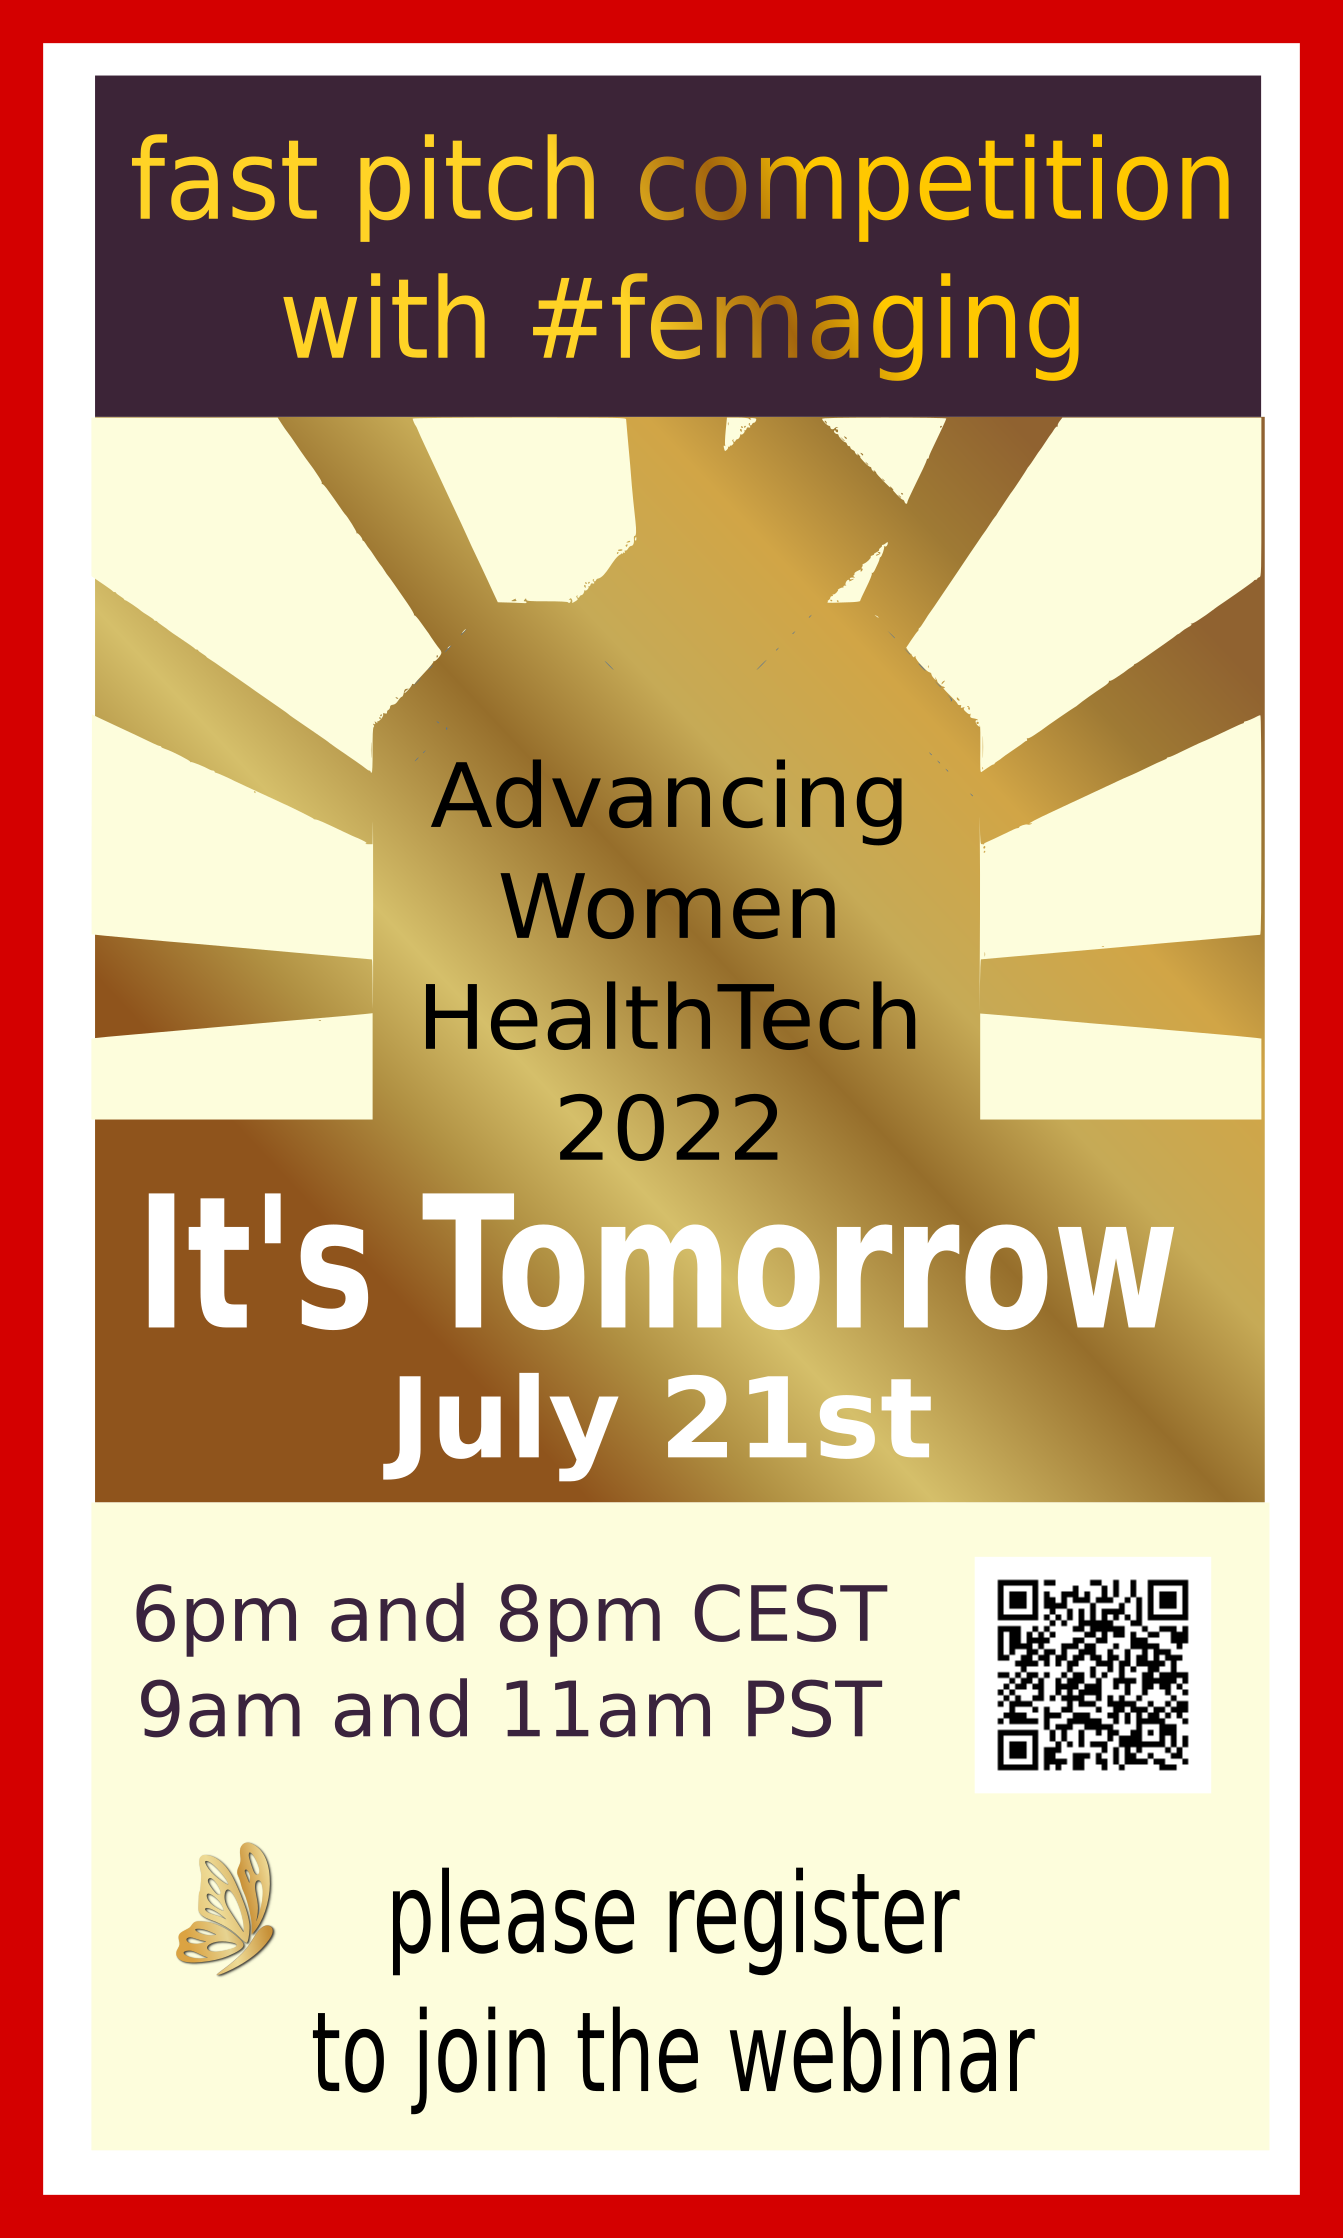 fast pitch competition
with #femaging
Advancing
Women
HealthTech
2022
It's Tomorrow
July 21st
6pm and 8pm CEST
9am and 11am PST
please register
to join the webinar